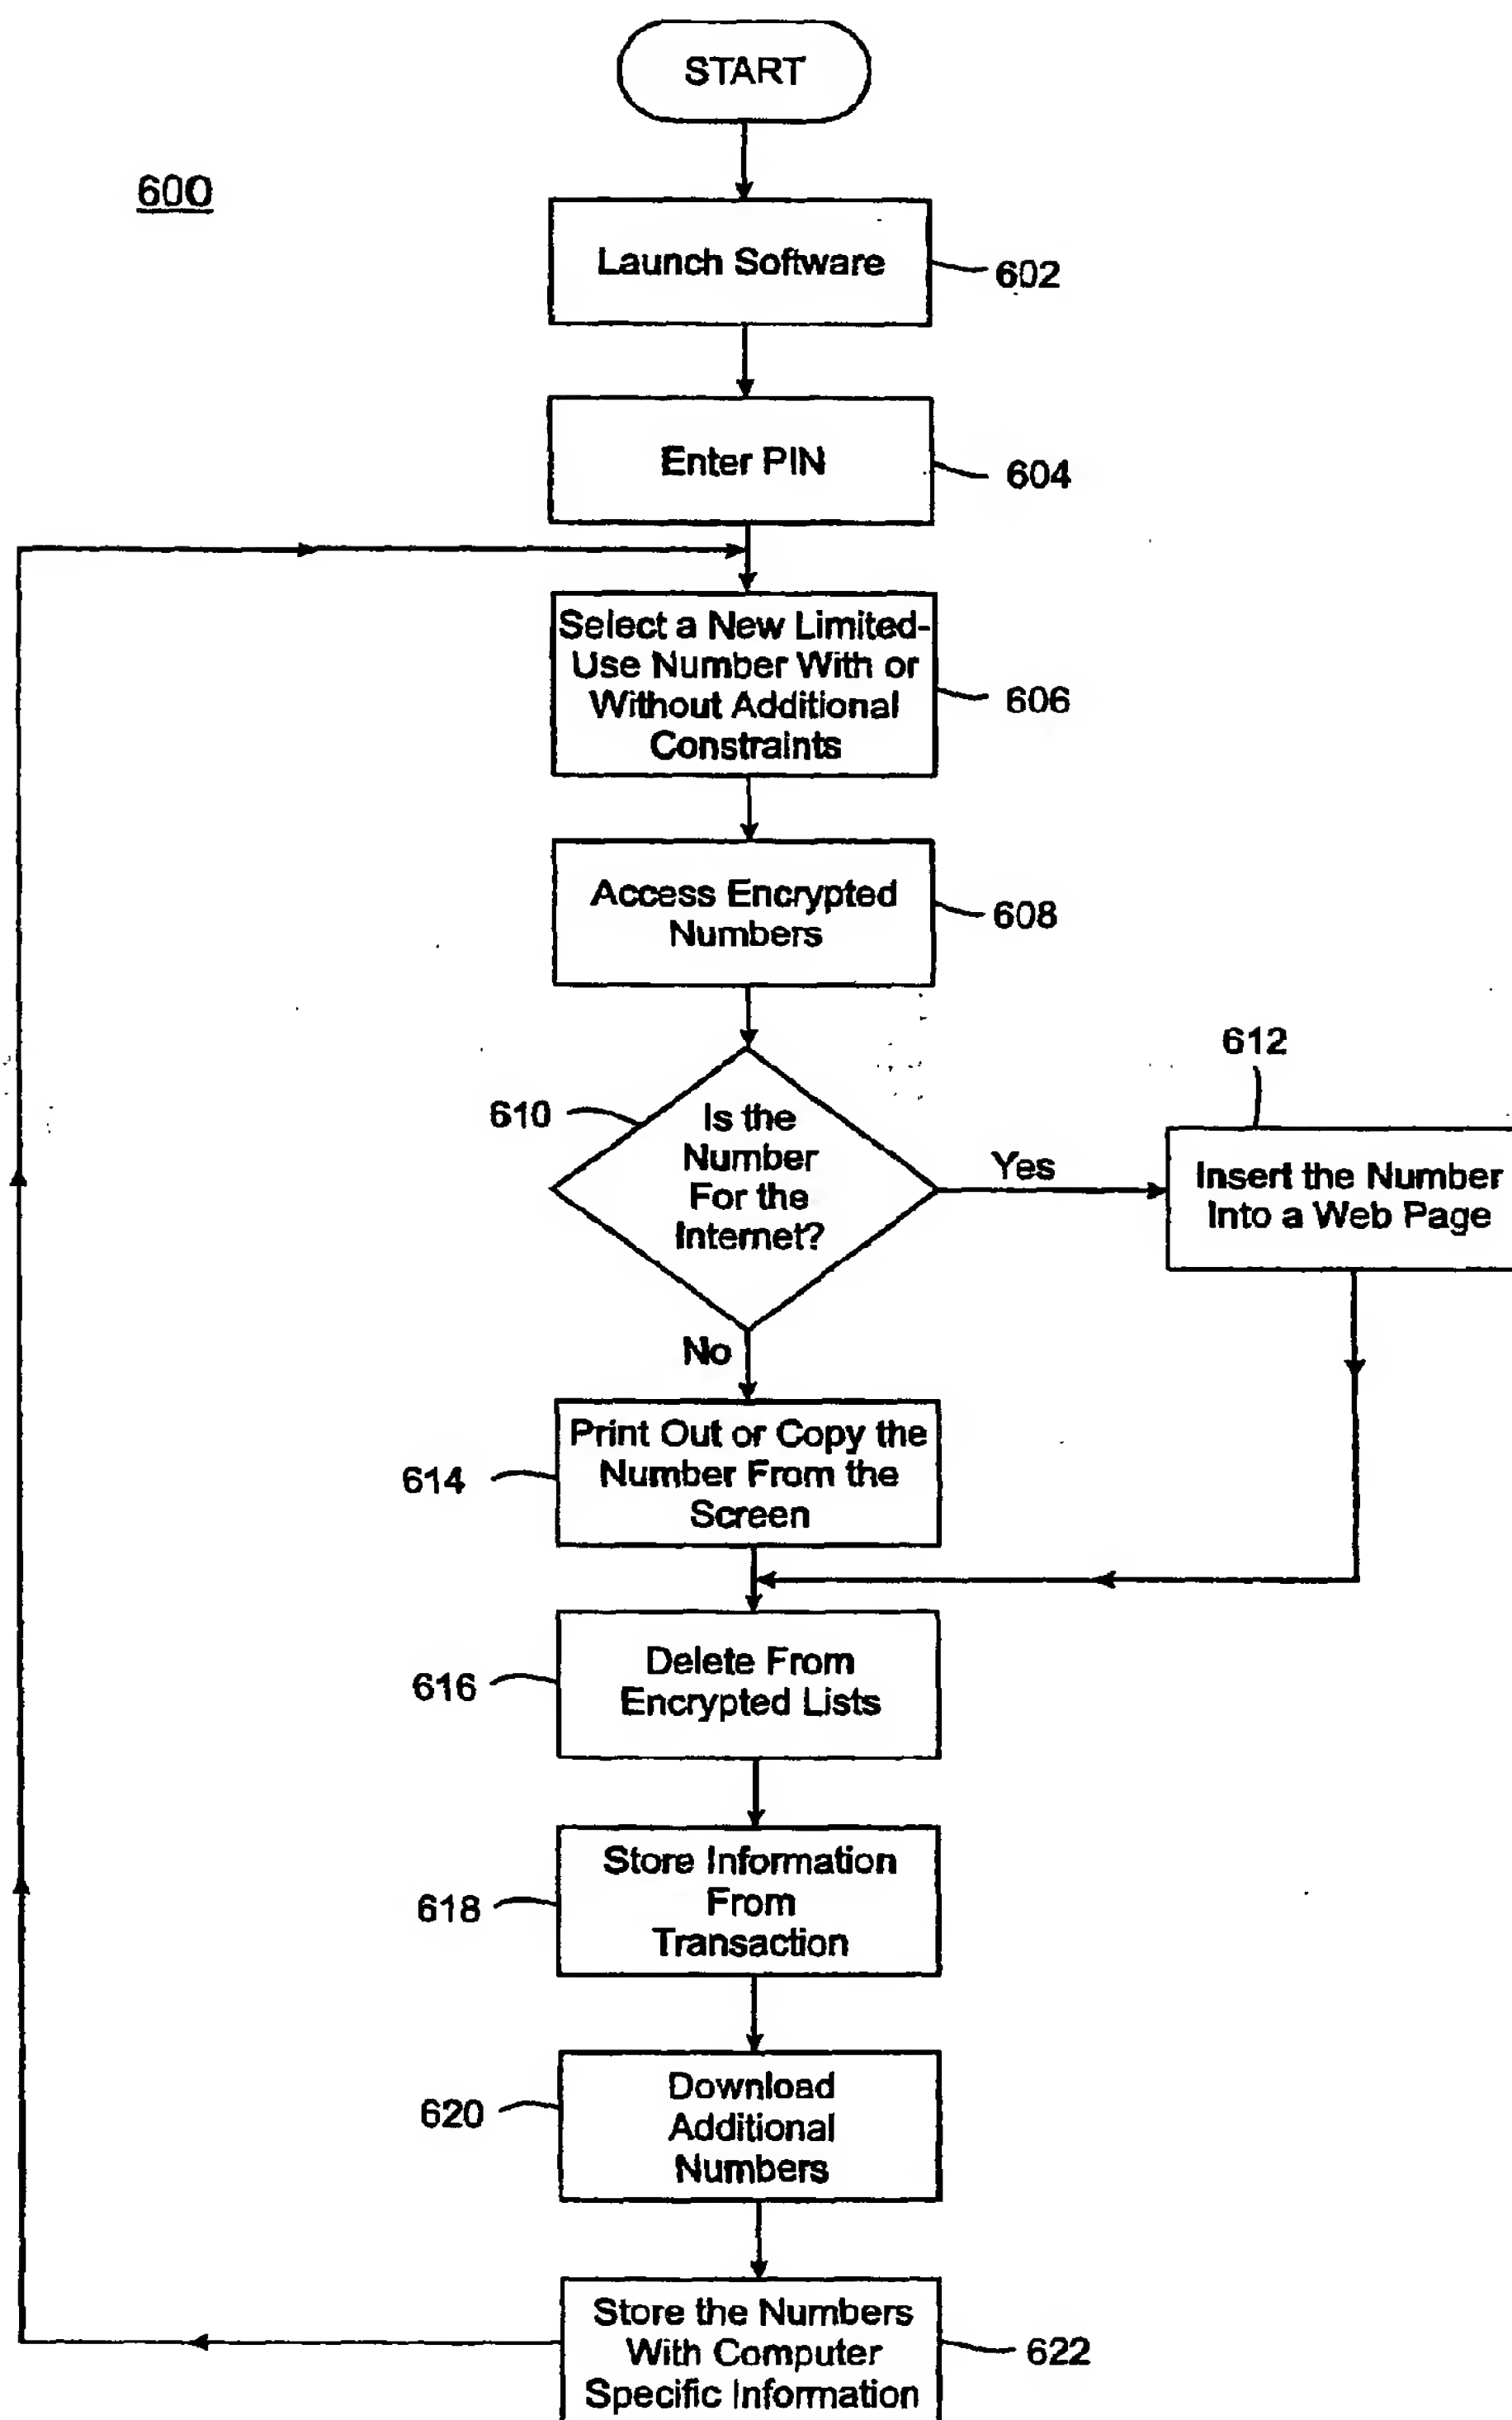 START
600
Launch Software
602
Enter PIN
604
Select a New Limited-
Use Number With or
Without Additional
Constraints
606
Access Encrypted
Numbers
608
610
Is the
Number
For the
Internet?
Yes
612
Insert the Number
Into a Web Page
No
Print Out or Copy the
Number From the
Screen
614
Delete From
Encrypted Lists
616
Store Information
From
Transaction
618
Download
Additional
Numbers
620
Store the Numbers
With Computer
Specific Information
622